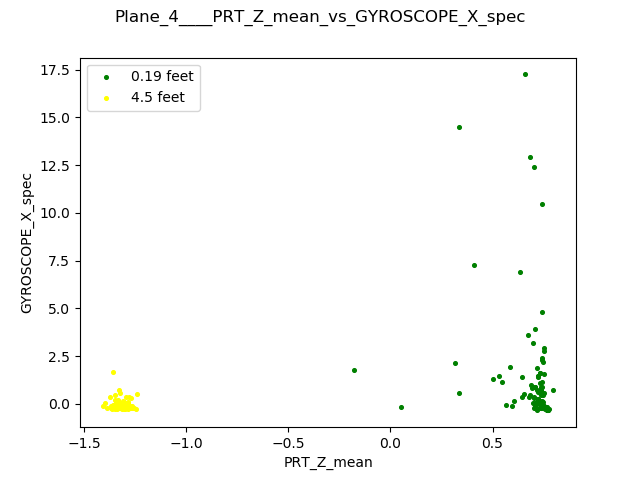 Plane_4____PRT_Z_mean_vs_GYROSCOPE_X_spec
0.19 feet
4.5 feet
17.5
15.0
12.5
10.0
7.5
5.0
2.5
0.0
GYROSCOPE_X_spec
−1.5
−1.0
−0.5
0.0
0.5
PRT_Z_mean